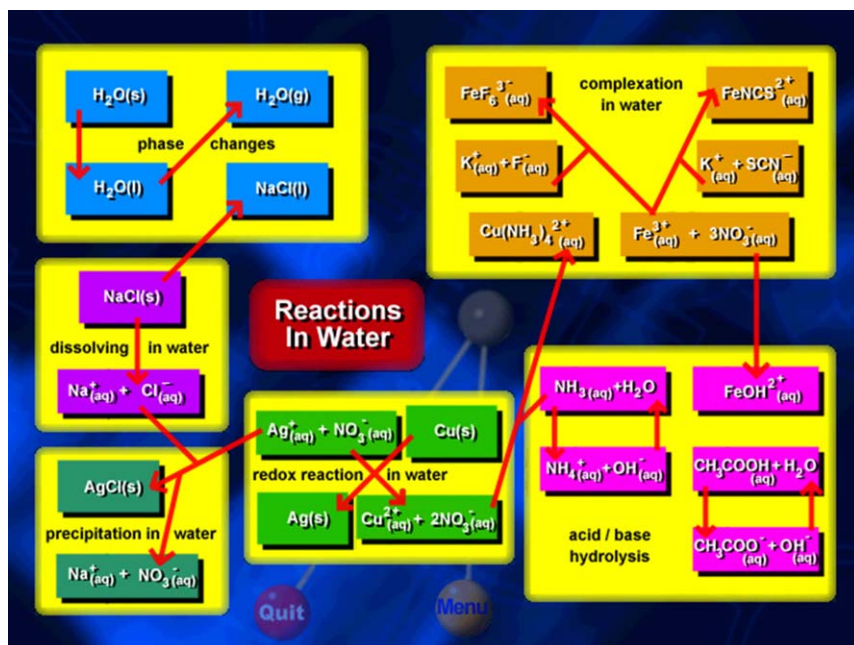 H₂O(s)
H₂O(g)
phase changes
H₂O(l)
NaCl(l)
FeF₆³⁻(aq)
complexation
in water
FeNCS²⁺(aq)
K⁺(aq) + F⁻(aq)
K⁺(aq) + SCN⁻(aq)
Cu(NH₃)₄²⁺(aq)
Fe³⁺(aq) + 3NO₃⁻(aq)
NaCl(s)
dissolving in water
Na⁺(aq) + Cl⁻(aq)
Reactions
In Water
Ag⁺(aq) + NO₃⁻(aq)
Cu(s)
redox reaction in water
Ag(s)
Cu²⁺(aq) + 2NO₃⁻(aq)
AgCl(s)
precipitation in water
Na⁺(aq) + NO₃⁻(aq)
NH₃(aq) + H₂O
FeOH²⁺(aq)
NH₄⁺(aq) + OH⁻(aq)
CH₃COOH(aq) + H₂O
acid / base
hydrolysis
CH₃COO⁻(aq) + OH⁻(aq)
Quit
Menu